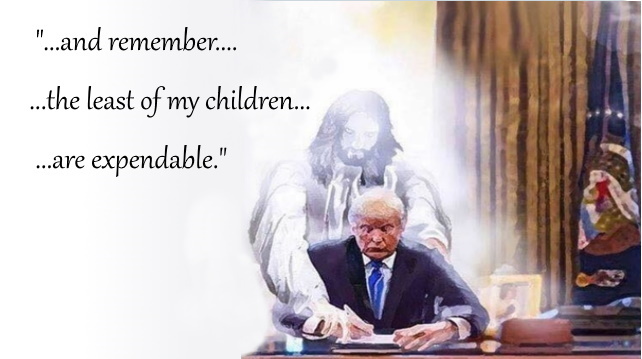 "...and remember....
...the least of my children...
...are expendable."